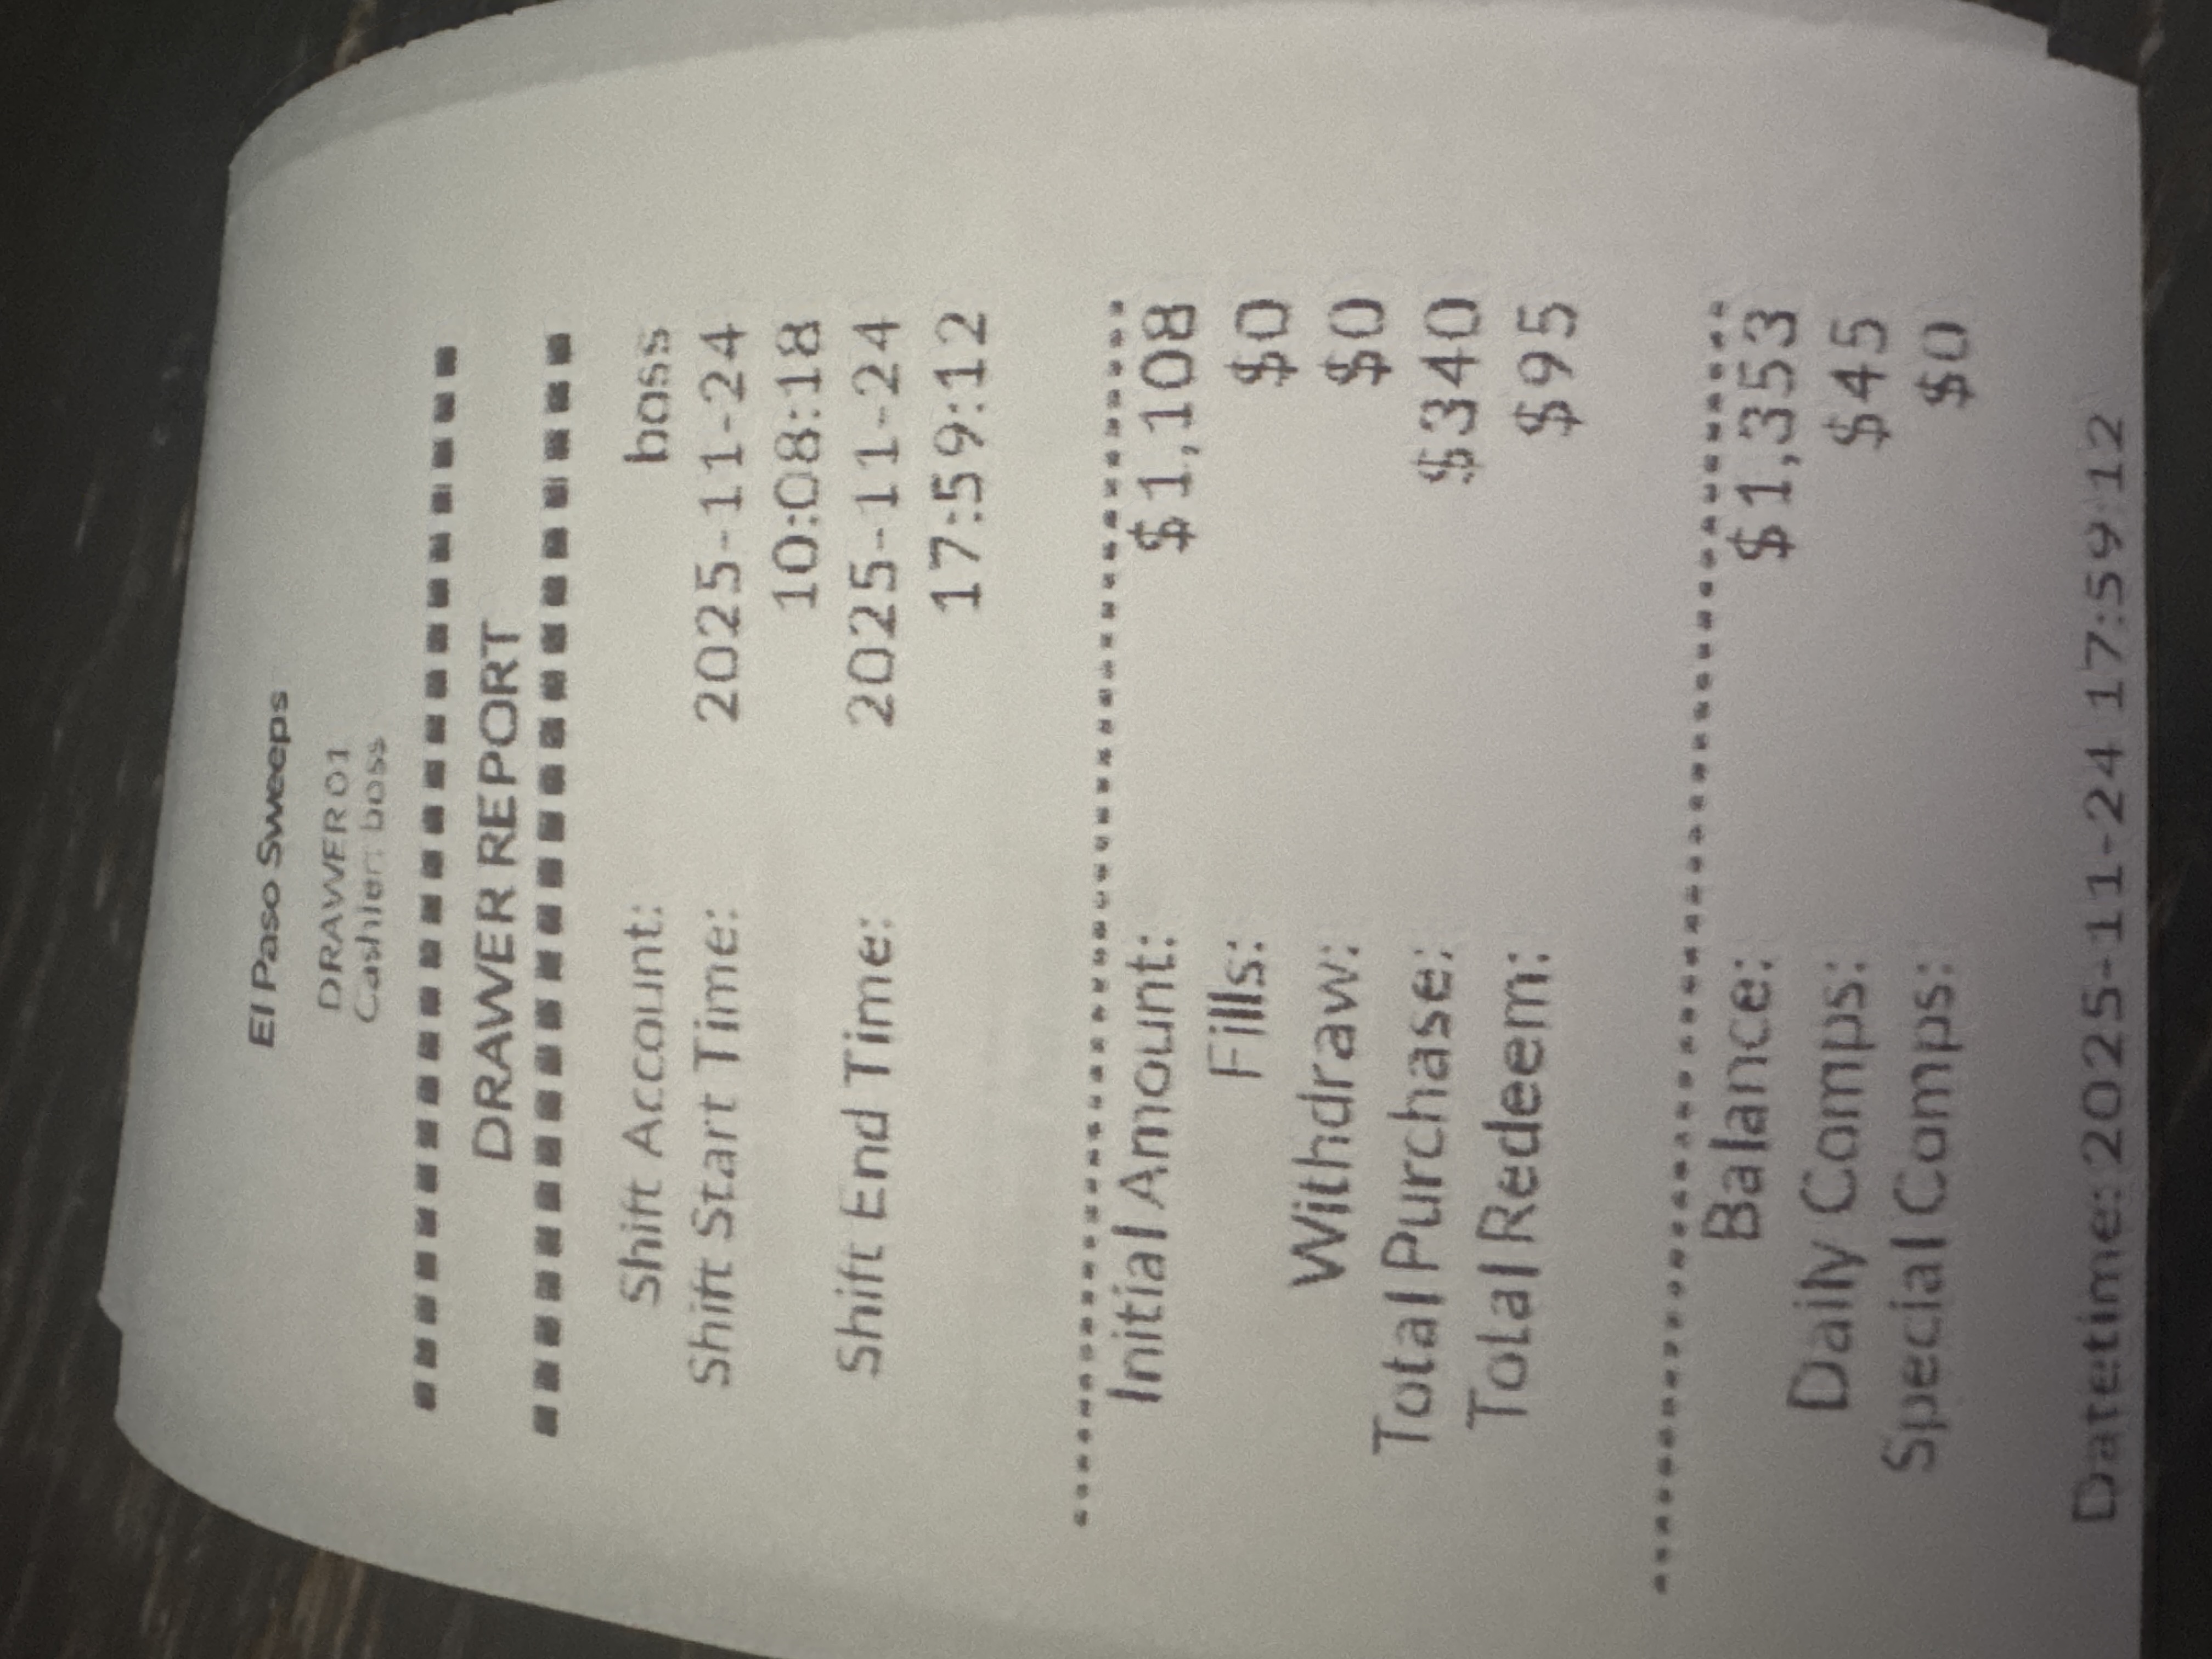 El Paso Sweeps
DRAWER01
Cashier: boss
DRAWER REPORT
Shift Account: boss
Shift Start Time: 2025-11-24
10:08:18
Shift End Time: 2025-11-24
17:59:12
Initial Amount: $1,108
Fills: $0
Withdraw: $0
Total Purchase: $340
Total Redeem: $95
Balance: $1,353
Daily Comps: $45
Special Comps: $0
Datetime: 2025-11-24 17:59:12